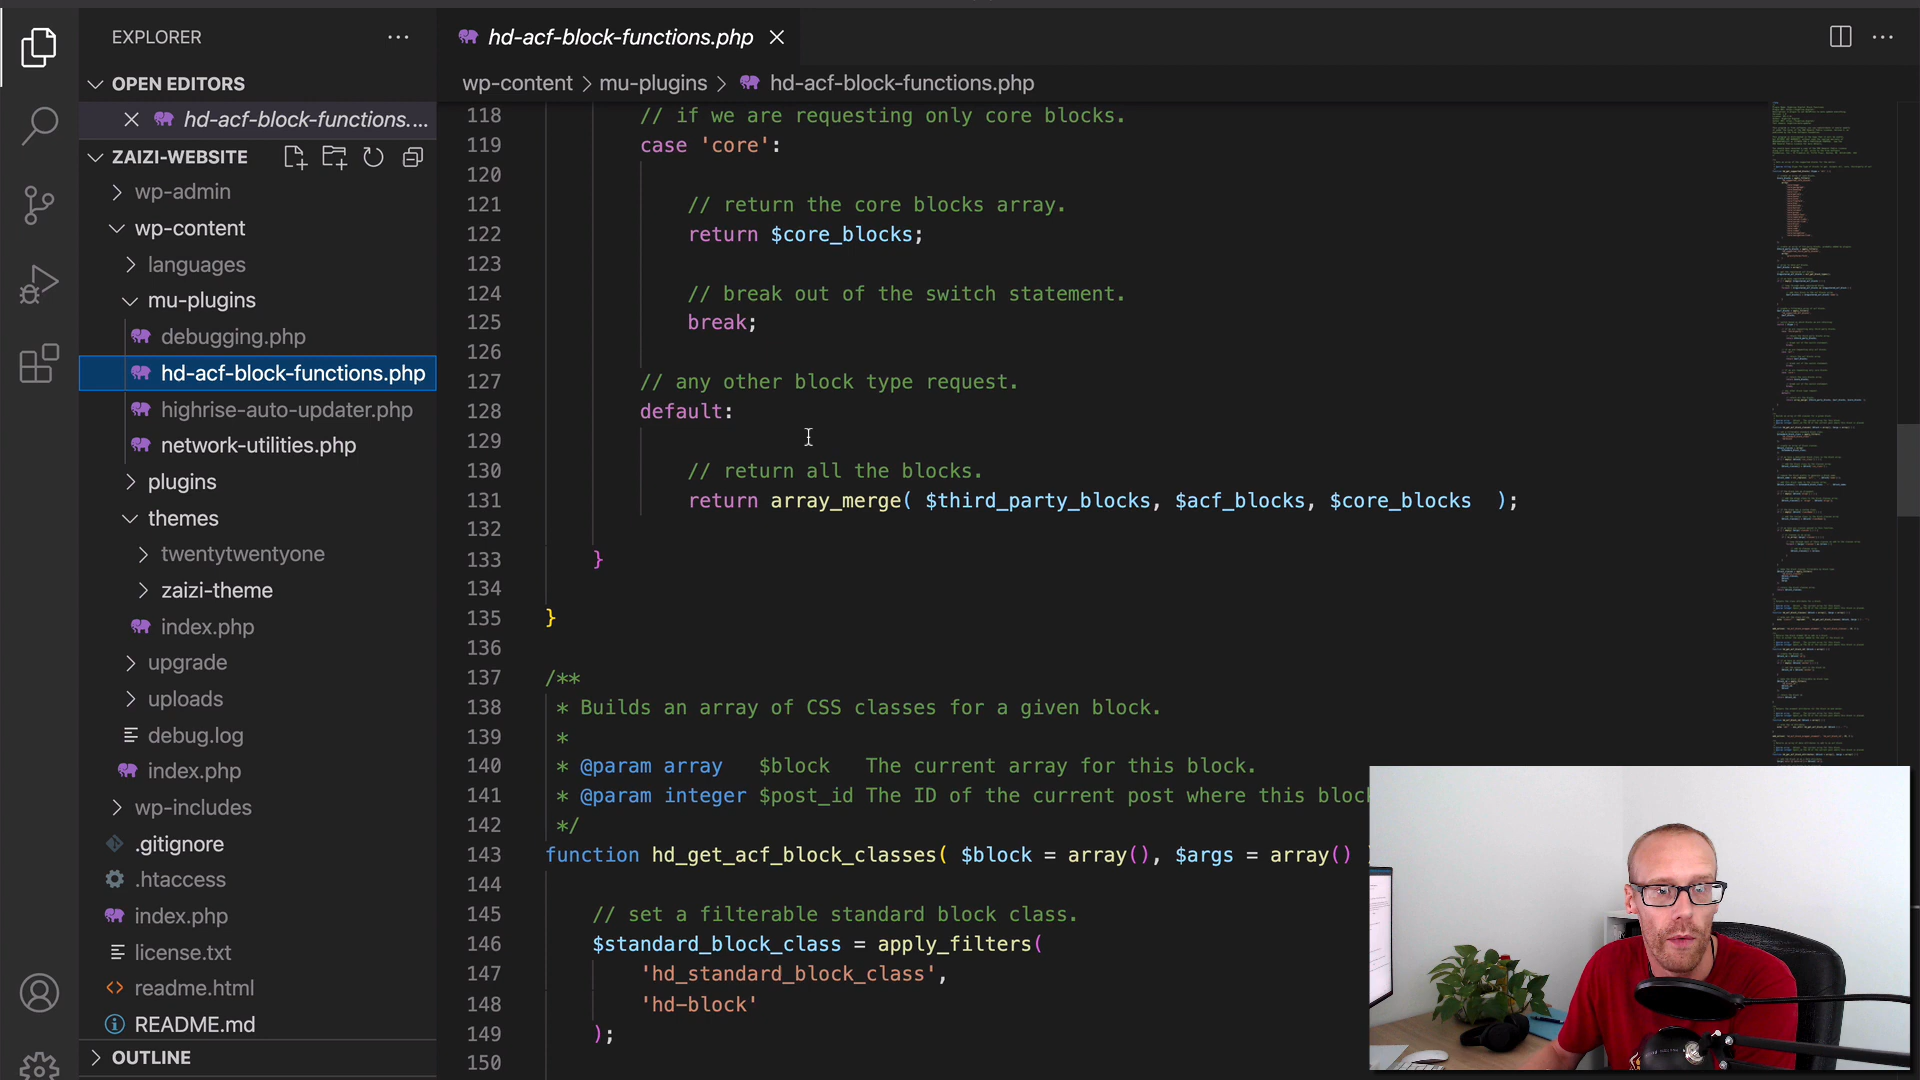 EXPLORER
OPEN EDITORS
hd-acf-block-functions....
ZAIZI-WEBSITE
wp-admin
wp-content
languages
mu-plugins
debugging.php
hd-acf-block-functions.php
highrise-auto-updater.php
network-utilities.php
plugins
themes
twentytwentyone
zaizi-theme
index.php
upgrade
uploads
debug.log
index.php
wp-includes
.gitignore
.htaccess
index.php
license.txt
readme.html
README.md
OUTLINE
hd-acf-block-functions.php
wp-content > mu-plugins > hd-acf-block-functions.php
118 // if we are requesting only core blocks.
119 case 'core':
120
121 // return the core blocks array.
122 return $core_blocks;
123
124 // break out of the switch statement.
125 break;
126
127 // any other block type request.
128 default:
129
130 // return all the blocks.
131 return array_merge( $third_party_blocks, $acf_blocks, $core_blocks );
132
133 }
134
135 }
136
137 /**
138 * Builds an array of CSS classes for a given block.
139 *
140 * @param array $block The current array for this block.
141 * @param integer $post_id The ID of the current post where this block
142 */
143 function hd_get_acf_block_classes( $block = array(), $args = array()
144
145 // set a filterable standard block class.
146 $standard_block_class = apply_filters(
147 'hd_standard_block_class',
148 'hd-block'
149 );
150